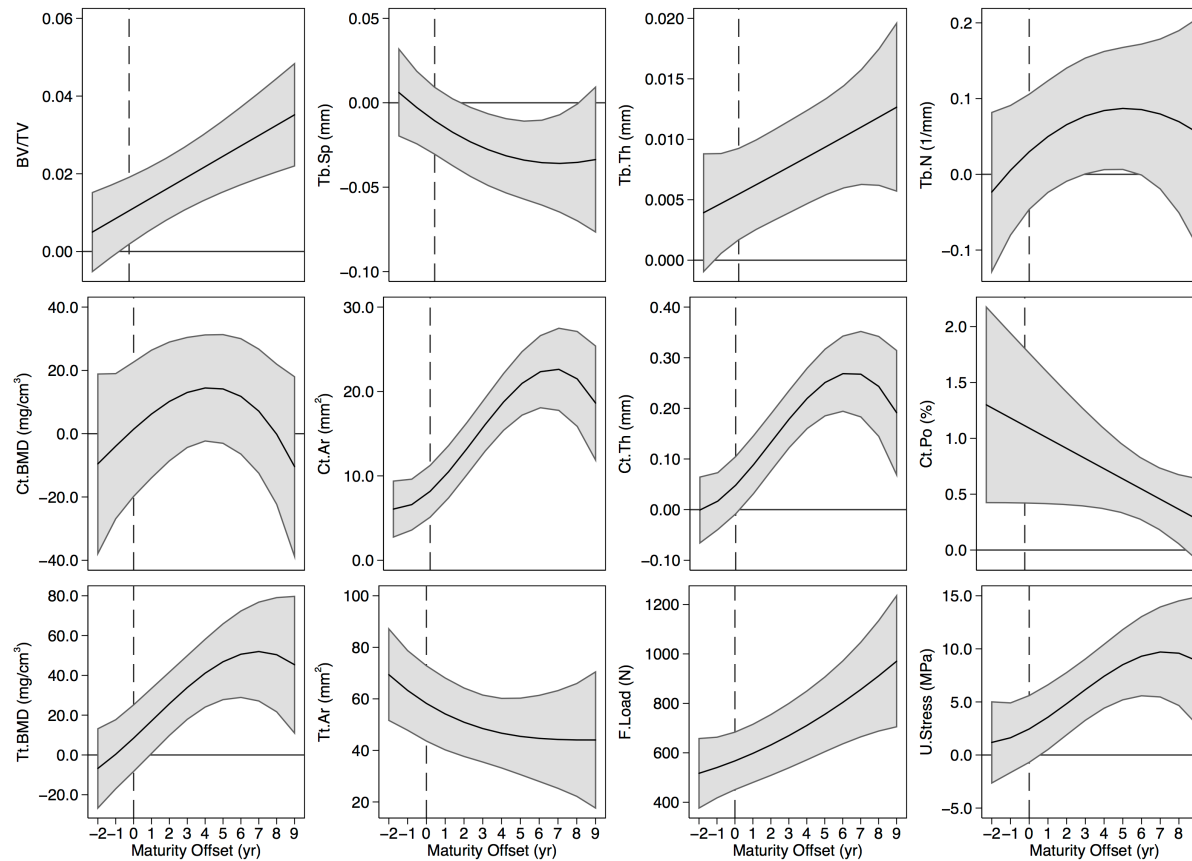 0.06
0.04
0.02
0.00
BV/TV
0.00
−0.05
−0.10
Tb.Sp (mm)
0.020
0.015
0.010
0.005
0.000
Tb.Th (mm)
0.2
0.1
0.0
−0.1
Tb.N (1/mm)
40.0
20.0
0.0
−20.0
−40.0
Ct.BMD (mg/cm³)
30.0
20.0
10.0
0.0
Ct.Ar (mm²)
0.40
0.30
0.20
0.10
0.00
−0.10
Ct.Th (mm)
2.0
1.5
1.0
0.5
0.0
Ct.Po (%)
80.0
60.0
40.0
20.0
0.0
−20.0
Tt.BMD (mg/cm³)
−2−1 0 1 2 3 4 5 6 7 8 9
Maturity Offset (yr)
100
80
60
40
20
Tt.Ar (mm²)
−2−1 0 1 2 3 4 5 6 7 8 9
Maturity Offset (yr)
1200
1000
800
600
400
F.Load (N)
−2−1 0 1 2 3 4 5 6 7 8 9
Maturity Offset (yr)
15.0
10.0
5.0
0.0
−5.0
U.Stress (MPa)
−2−1 0 1 2 3 4 5 6 7 8
Maturity Offset (yr)